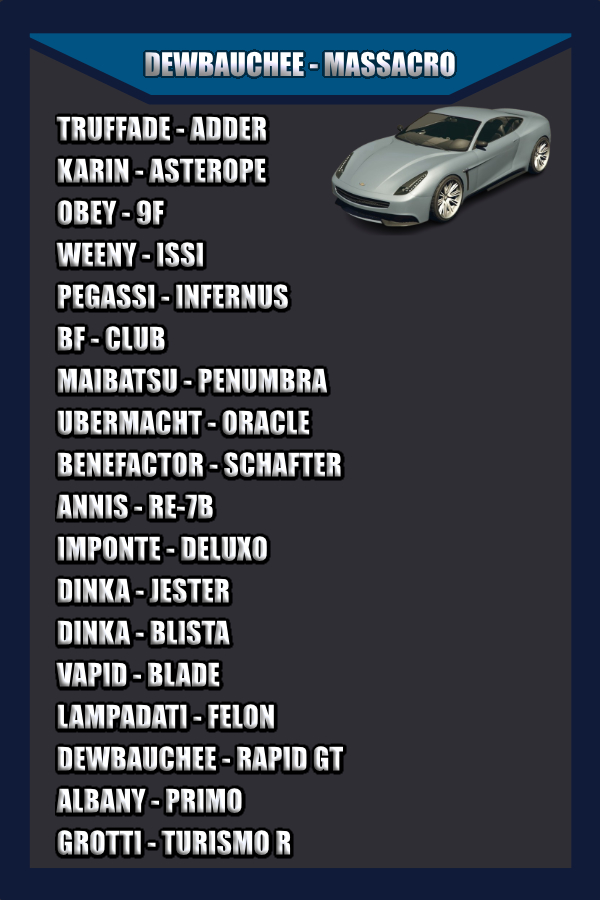 DEWBAUCHEE - MASSACRO
TRUFFADE - ADDER
KARIN - ASTEROPE
OBEY - 9F
WEENY - ISSI
PEGASSI - INFERNUS
BF - CLUB
MAIBATSU - PENUMBRA
UBERMACHT - ORACLE
BENEFACTOR - SCHAFTER
ANNIS - RE-7B
IMPONTE - DELUXO
DINKA - JESTER
DINKA - BLISTA
VAPID - BLADE
LAMPADATI - FELON
DEWBAUCHEE - RAPID GT
ALBANY - PRIMO
GROTTI - TURISMO R